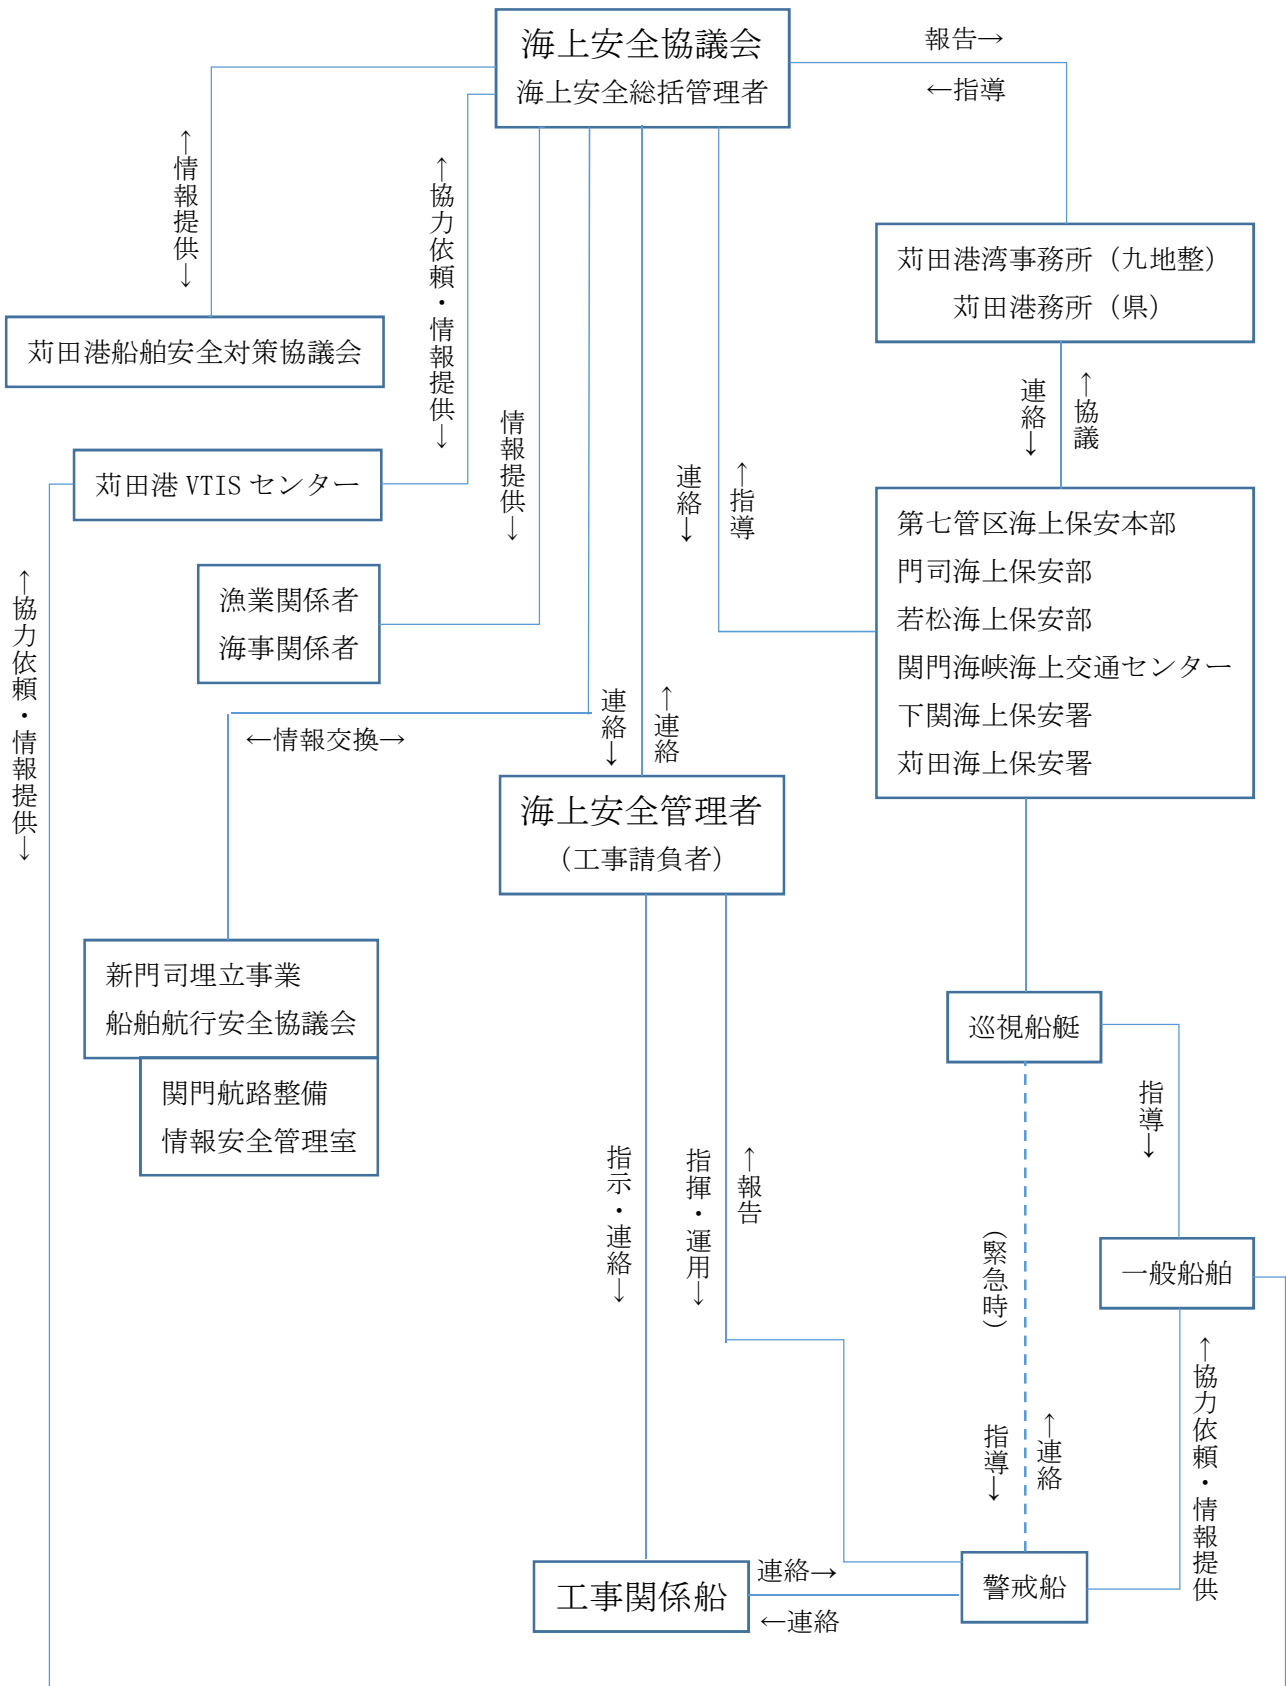 海上安全協議会
海上安全総括管理者
報告→
←指導
←情報提供→
←協力依頼・情報提供→
苅田港湾事務所（九地整）
苅田港務所（県）
苅田港船舶安全対策協議会
連絡→
←協議
情報提供→
連絡→
←指導
苅田港 VTIS センター
第七管区海上保安本部
門司海上保安部
若松海上保安部
関門海峡海上交通センター
下関海上保安署
苅田海上保安署
漁業関係者
海事関係者
←協力依頼・情報提供→
←情報交換→
連絡→
←連絡
海上安全管理者
（工事請負者）
新門司埋立事業
船舶航行安全協議会
関門航路整備
情報安全管理室
巡視船艇
指導→
指示・連絡→
指揮・運用→
←報告
（緊急時）
一般船舶
指導→
←連絡
←協力依頼・情報提供
工事関係船
連絡→
←連絡
警戒船